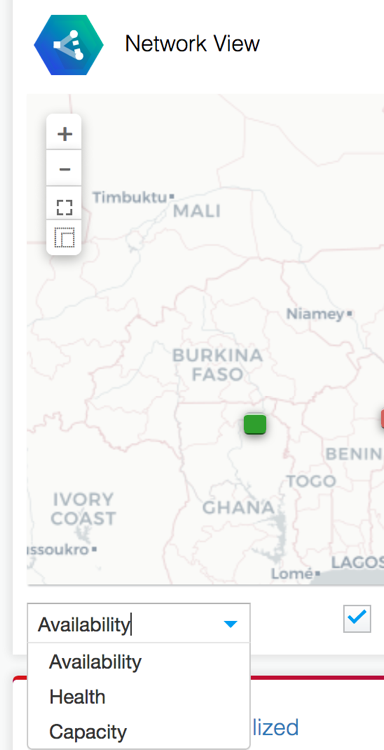 Network View
Timbuktu
MALI
Niamey
BURKINA
FASO
BENIN
TOGO
IVORY
COAST
GHANA
ssoukro
LAGOS
Lomé
Availability
Availability
Health
Capacity
lized